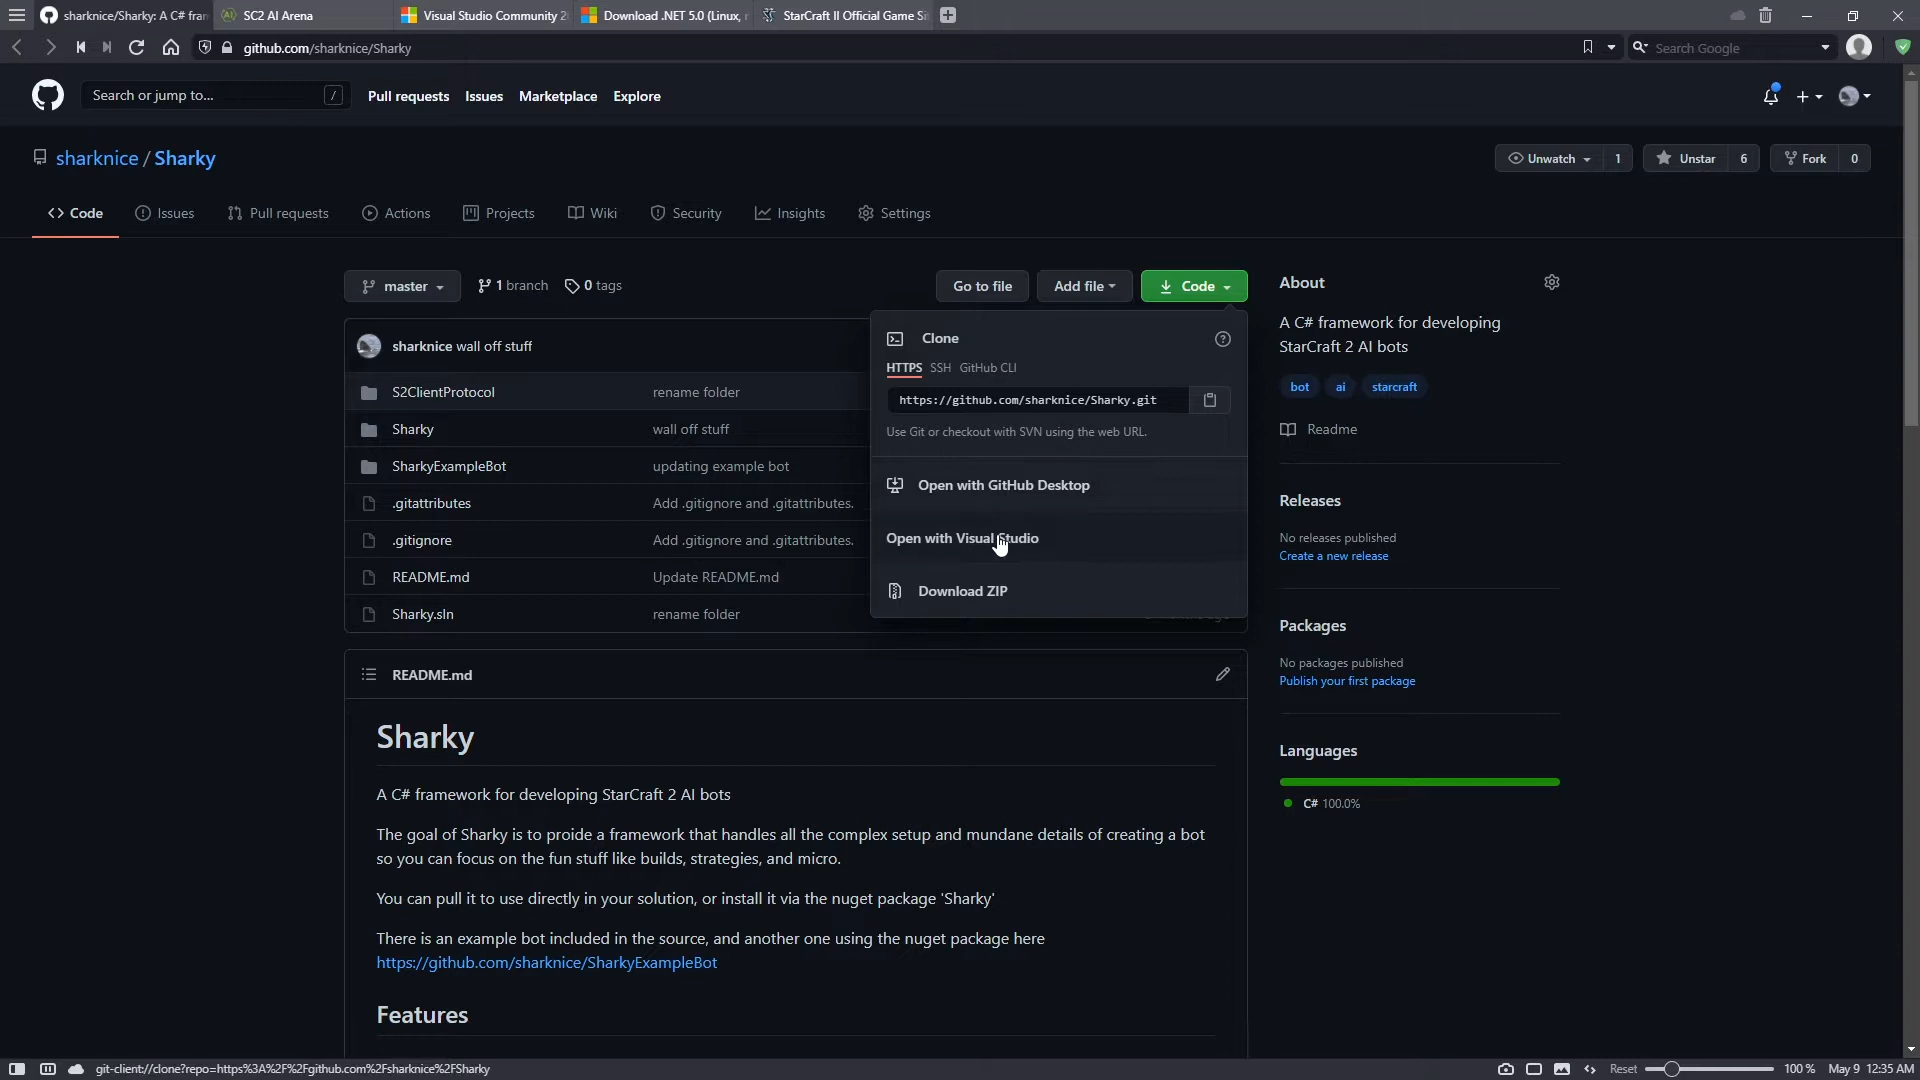 sharknice/Sharky: A C# fran
SC2 AI Arena
Visual Studio Community 2
Download .NET 5.0 (Linux,
StarCraft II Official Game Si
github.com/sharknice/Sharky
Search Google
Search or jump to...
/
Pull requests
Issues
Marketplace
Explore
sharknice / Sharky
Unwatch
1
Unstar
6
Fork
0
Code
Issues
Pull requests
Actions
Projects
Wiki
Security
Insights
Settings
master
1 branch
0 tags
Go to file
Add file
Code
sharknice wall off stuff
S2ClientProtocol
rename folder
Sharky
wall off stuff
SharkyExampleBot
updating example bot
.gitattributes
Add .gitignore and .gitattributes.
.gitignore
Add .gitignore and .gitattributes.
README.md
Update README.md
Sharky.sln
rename folder
Clone
HTTPS
SSH
GitHub CLI
https://github.com/sharknice/Sharky.git
Use Git or checkout with SVN using the web URL.
Open with GitHub Desktop
Open with Visual Studio
Download ZIP
README.md
Sharky
A C# framework for developing StarCraft 2 AI bots
The goal of Sharky is to proide a framework that handles all the complex setup and mundane details of creating a bot
so you can focus on the fun stuff like builds, strategies, and micro.
You can pull it to use directly in your solution, or install it via the nuget package 'Sharky'
There is an example bot included in the source, and another one using the nuget package here
https://github.com/sharknice/SharkyExampleBot
Features
About
A C# framework for developing
StarCraft 2 AI bots
bot
ai
starcraft
Readme
Releases
No releases published
Create a new release
Packages
No packages published
Publish your first package
Languages
C# 100.0%
git-client://clone?repo=https%3A%2F%2Fgithub.com%2Fsharknice%2FSharky
Reset
100 %
May 9 12:35 AM